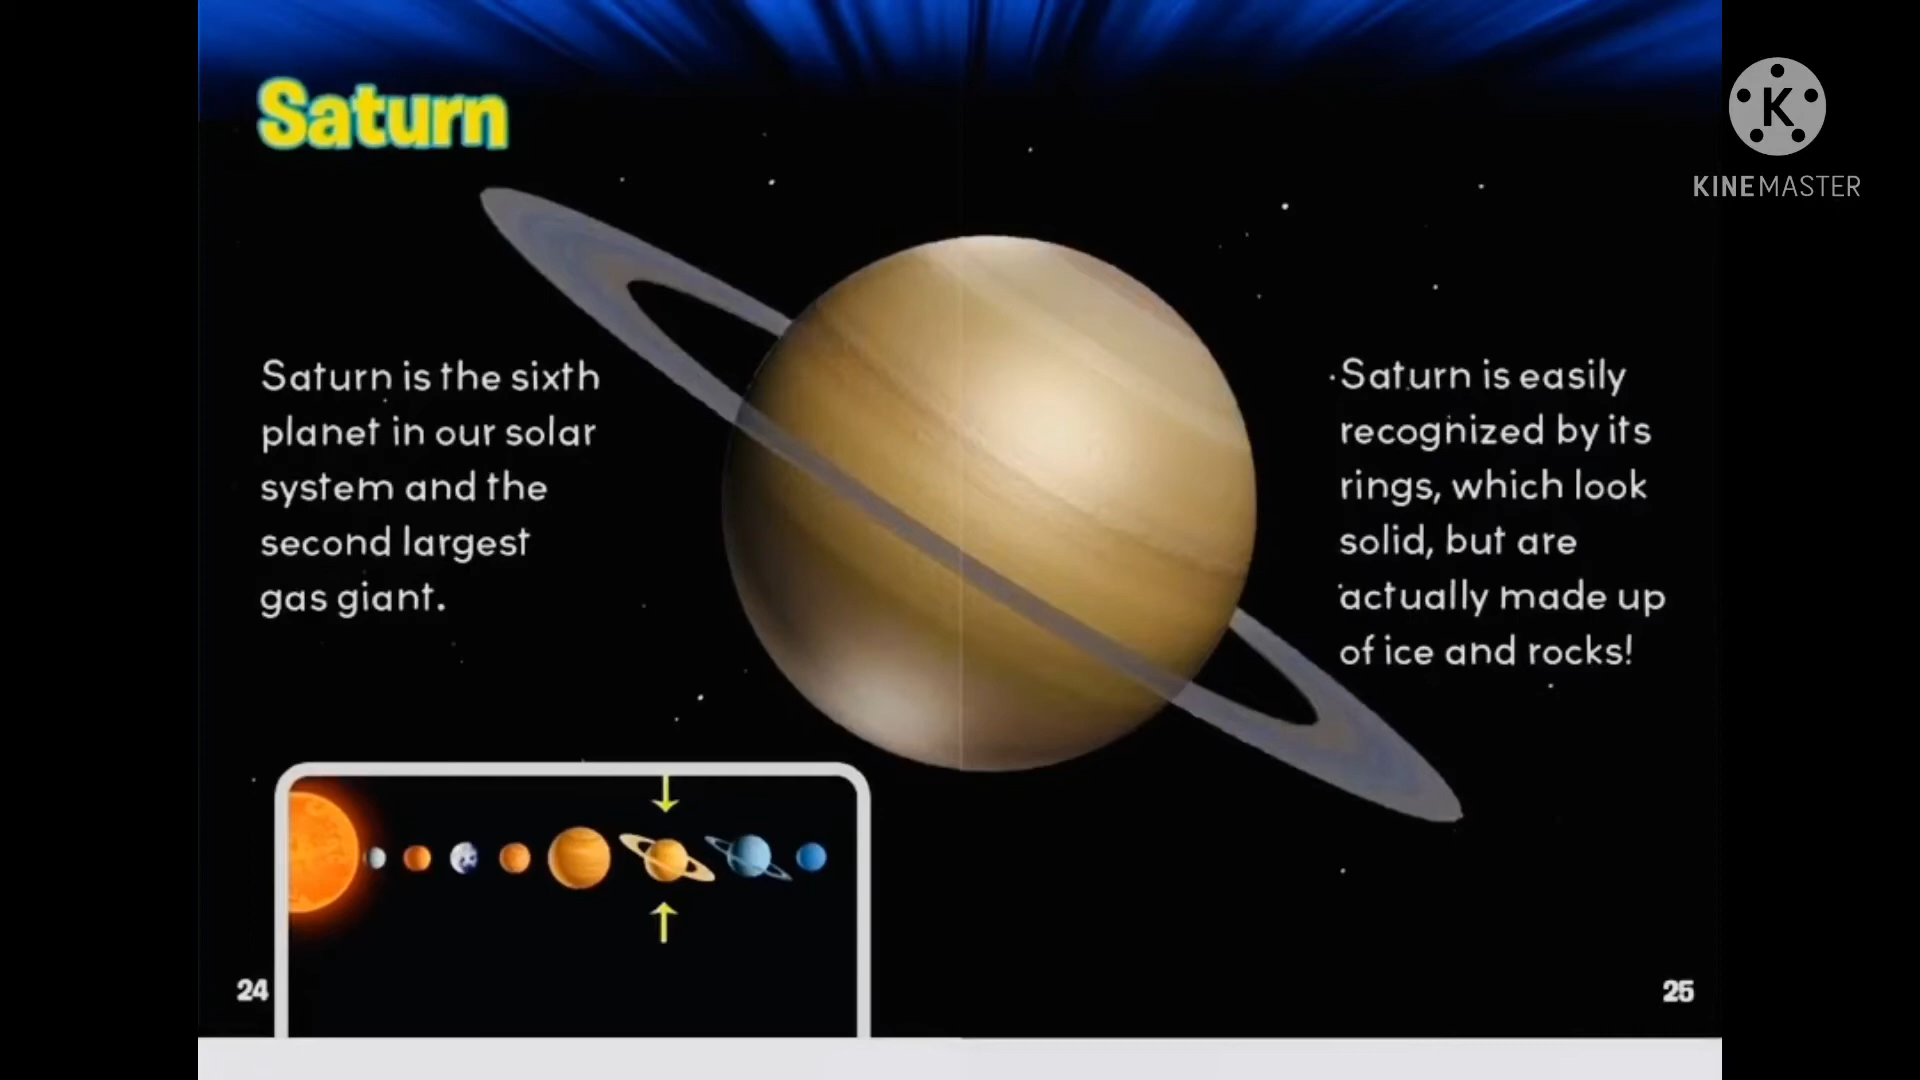 Saturn
Saturn is the sixth
planet in our solar
system and the
second largest
gas giant.
Saturn is easily
recognized by its
rings, which look
solid, but are
actually made up
of ice and rocks!
24
25
K
KINEMASTER